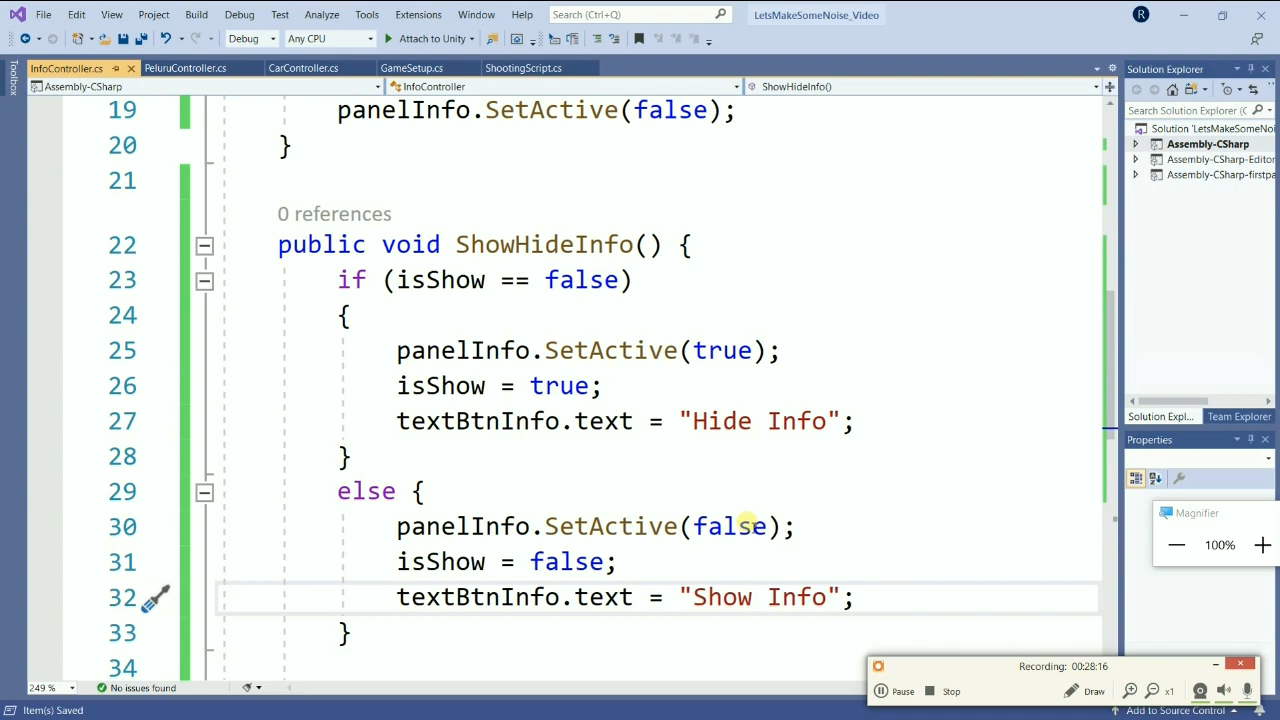 File Edit View Project Build Debug Test Analyze Tools Extensions Window Help Search (Ctrl+Q) LetsMakeSomeNoise_Video R
Debug Any CPU Attach to Unity
Toolbox
InfoController.cs PeluruController.cs CarController.cs GameSetup.cs ShootingScript.cs
Assembly-CSharp InfoController ShowHideInfo()
19 panelInfo.SetActive(false);
20 }
21
0 references
22 public void ShowHideInfo() {
23 if (isShow == false)
24 {
25 panelInfo.SetActive(true);
26 isShow = true;
27 textBtnInfo.text = "Hide Info";
28 }
29 else {
30 panelInfo.SetActive(false);
31 isShow = false;
32 textBtnInfo.text = "Show Info";
33 }
34
249 % No issues found
Item(s) Saved
Solution Explorer
Search Solution Explorer (
Solution 'LetsMakeSomeNois
Assembly-CSharp
Assembly-CSharp-Editor
Assembly-CSharp-firstpa
Solution Expl... Team Explorer
Properties
Magnifier
100%
Recording: 00:28:16
Pause Stop Draw x1
Add to Source Control